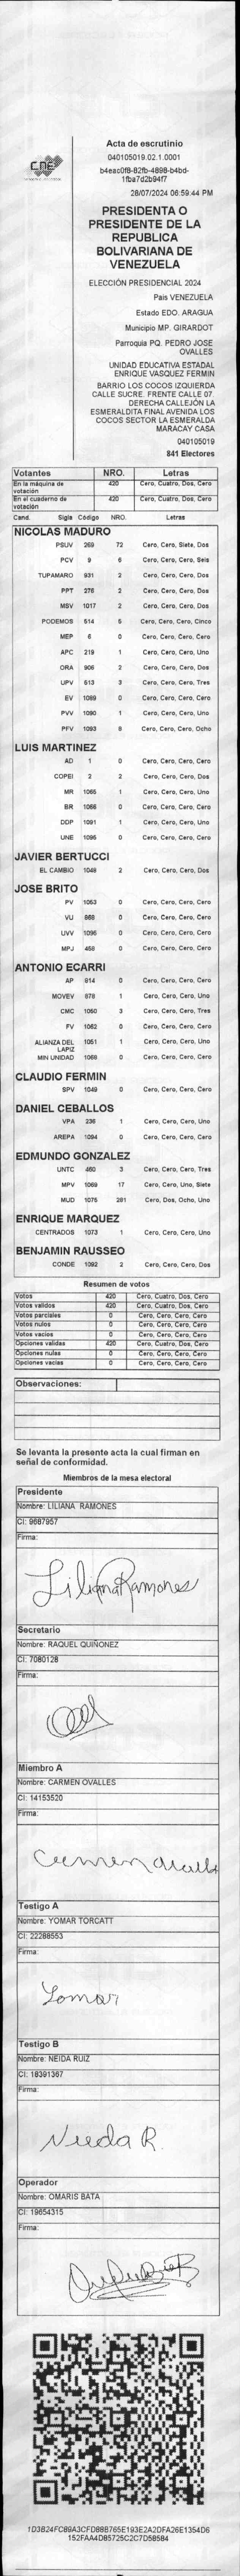 CNE
Acta de escrutinio
040105019.02.1.0001
b4eac0f8-82fb-4898-b4bd-
1fba7d2b94f7
28/07/2024 06:59:44 PM
PRESIDENTA O
PRESIDENTE DE LA
REPUBLICA
BOLIVARIANA DE
VENEZUELA
ELECCIÓN PRESIDENCIAL 2024
Pais VENEZUELA
Estado EDO. ARAGUA
Municipio MP. GIRARDOT
Parroquia PQ. PEDRO JOSE
OVALLES
UNIDAD EDUCATIVA ESTADAL
ENRIQUE VASQUEZ FERMIN
BARRIO LOS COCOS IZQUIERDA
CALLE SUCRE. FRENTE CALLE 07.
DERECHA CALLEJÓN LA
ESMERALDITA FINAL AVENIDA LOS
COCOS SECTOR LA ESMERALDA
MARACAY CASA
040105019
841 Electores
Votantes NRO. Letras
En la máquina de votación 420 Cero, Cuatro, Dos, Cero
En el cuaderno de votación 420 Cero, Cuatro, Dos, Cero
Cand. Sigla Código NRO. Letras
NICOLAS MADURO
PSUV 269 72 Cero, Cero, Siete, Dos
PCV 9 6 Cero, Cero, Cero, Seis
TUPAMARO 931 2 Cero, Cero, Cero, Dos
PPT 276 2 Cero, Cero, Cero, Dos
MSV 1017 2 Cero, Cero, Cero, Dos
PODEMOS 514 5 Cero, Cero, Cero, Cinco
MEP 6 0 Cero, Cero, Cero, Cero
APC 219 1 Cero, Cero, Cero, Uno
ORA 906 2 Cero, Cero, Cero, Dos
UPV 513 3 Cero, Cero, Cero, Tres
EV 1089 0 Cero, Cero, Cero, Cero
PVV 1090 1 Cero, Cero, Cero, Uno
PFV 1093 8 Cero, Cero, Cero, Ocho
LUIS MARTINEZ
AD 1 0 Cero, Cero, Cero, Cero
COPEI 2 2 Cero, Cero, Cero, Dos
MR 1065 1 Cero, Cero, Cero, Uno
BR 1066 0 Cero, Cero, Cero, Cero
DDP 1091 1 Cero, Cero, Cero, Uno
UNE 1095 0 Cero, Cero, Cero, Cero
JAVIER BERTUCCI
EL CAMBIO 1048 2 Cero, Cero, Cero, Dos
JOSE BRITO
PV 1053 0 Cero, Cero, Cero, Cero
VU 868 0 Cero, Cero, Cero, Cero
UVV 1096 0 Cero, Cero, Cero, Cero
MPJ 458 0 Cero, Cero, Cero, Cero
ANTONIO ECARRI
AP 814 0 Cero, Cero, Cero, Cero
MOVEV 878 1 Cero, Cero, Cero, Uno
CMC 1060 3 Cero, Cero, Cero, Tres
FV 1062 0 Cero, Cero, Cero, Cero
ALIANZA DEL LAPIZ 1051 1 Cero, Cero, Cero, Uno
MIN UNIDAD 1068 0 Cero, Cero, Cero, Cero
CLAUDIO FERMIN
SPV 1049 0 Cero, Cero, Cero, Cero
DANIEL CEBALLOS
VPA 236 1 Cero, Cero, Cero, Uno
AREPA 1094 0 Cero, Cero, Cero, Cero
EDMUNDO GONZALEZ
UNTC 460 3 Cero, Cero, Cero, Tres
MPV 1069 17 Cero, Cero, Uno, Siete
MUD 1075 281 Cero, Dos, Ocho, Uno
ENRIQUE MARQUEZ
CENTRADOS 1073 1 Cero, Cero, Cero, Uno
BENJAMIN RAUSSEO
CONDE 1092 2 Cero, Cero, Cero, Dos
Resumen de votos
Votos 420 Cero, Cuatro, Dos, Cero
Votos validos 420 Cero, Cuatro, Dos, Cero
Votos parciales 0 Cero, Cero, Cero, Cero
Votos nulos 0 Cero, Cero, Cero, Cero
Votos vacios 0 Cero, Cero, Cero, Cero
Opciones validas 420 Cero, Cuatro, Dos, Cero
Opciones nulas 0 Cero, Cero, Cero, Cero
Opciones vacias 0 Cero, Cero, Cero, Cero
Observaciones:
Se levanta la presente acta la cual firman en
señal de conformidad.
Miembros de la mesa electoral
Presidente
Nombre: LILIANA RAMONES
CI: 9687957
Firma:
Liliana Ramones
Secretario
Nombre: RAQUEL QUIÑONEZ
CI: 7080128
Firma:
Miembro A
Nombre: CARMEN OVALLES
CI: 14153520
Firma:
Testigo A
Nombre: YOMAR TORCATT
CI: 22288553
Firma:
Yomar
Testigo B
Nombre: NEIDA RUIZ
CI: 18391367
Firma:
Neida R
Operador
Nombre: OMARIS BATA
CI: 19654315
Firma:
1D3B24FC89A3CFD88B765E193E2A2DFA26E1354D6
152FAA4D85725C2C7D58584